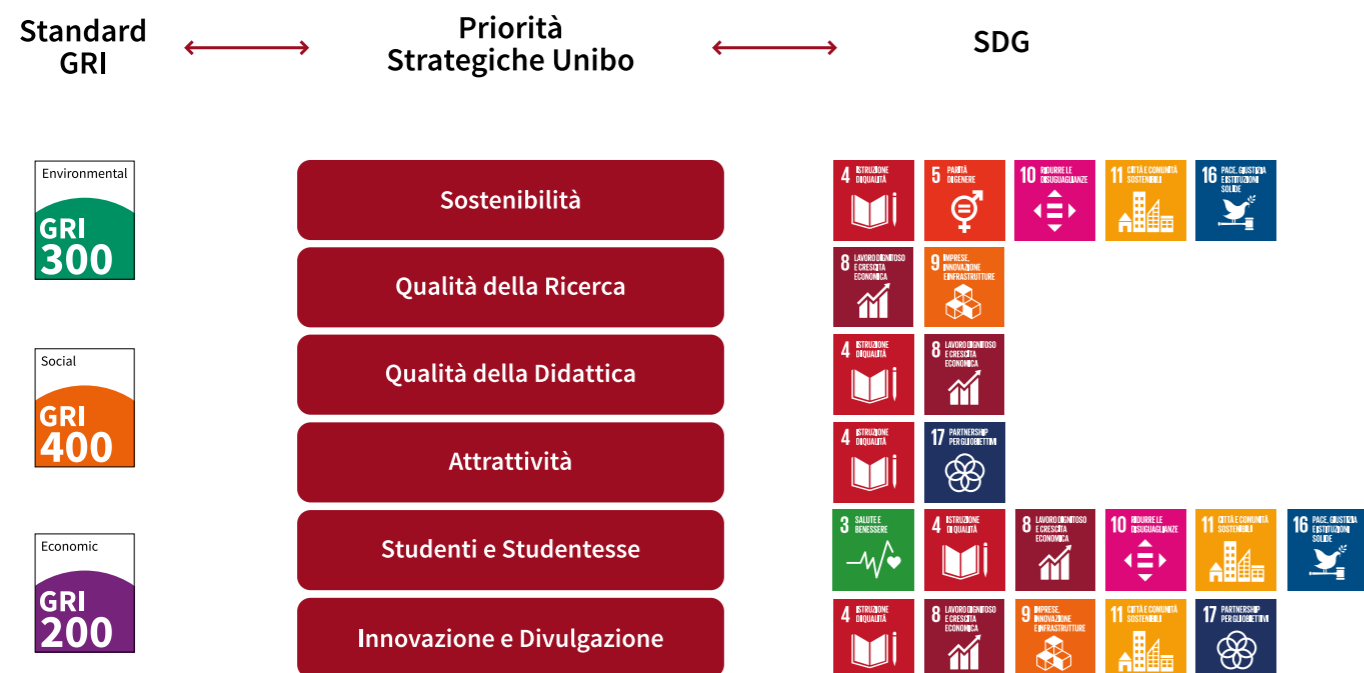 Standard
GRI
Priorità
Strategiche Unibo
SDG
Environmental
GRI
300
Social
GRI
400
Economic
GRI
200
Sostenibilità
Qualità della Ricerca
Qualità della Didattica
Attrattività
Studenti e Studentesse
Innovazione e Divulgazione
4 ISTRUZIONE
DI QUALITÀ
5 PARITÀ
DI GENERE
10 RIDURRE LE
DISUGUAGLIANZE
11 CITTÀ E COMUNITÀ
SOSTENIBILI
16 PACE, GIUSTIZIA
E ISTITUZIONI
SOLIDE
8 LAVORO DIGNITOSO
E CRESCITA
ECONOMICA
9 IMPRESE,
INNOVAZIONE
E INFRASTRUTTURE
4 ISTRUZIONE
DI QUALITÀ
8 LAVORO DIGNITOSO
E CRESCITA
ECONOMICA
4 ISTRUZIONE
DI QUALITÀ
17 PARTNERSHIP
PER GLI OBIETTIVI
3 SALUTE E
BENESSERE
4 ISTRUZIONE
DI QUALITÀ
8 LAVORO DIGNITOSO
E CRESCITA
ECONOMICA
10 RIDURRE LE
DISUGUAGLIANZE
11 CITTÀ E COMUNITÀ
SOSTENIBILI
16 PACE, GIUSTIZIA
E ISTITUZIONI
SOLIDE
4 ISTRUZIONE
DI QUALITÀ
8 LAVORO DIGNITOSO
E CRESCITA
ECONOMICA
9 IMPRESE,
INNOVAZIONE
E INFRASTRUTTURE
11 CITTÀ E COMUNITÀ
SOSTENIBILI
17 PARTNERSHIP
PER GLI OBIETTIVI